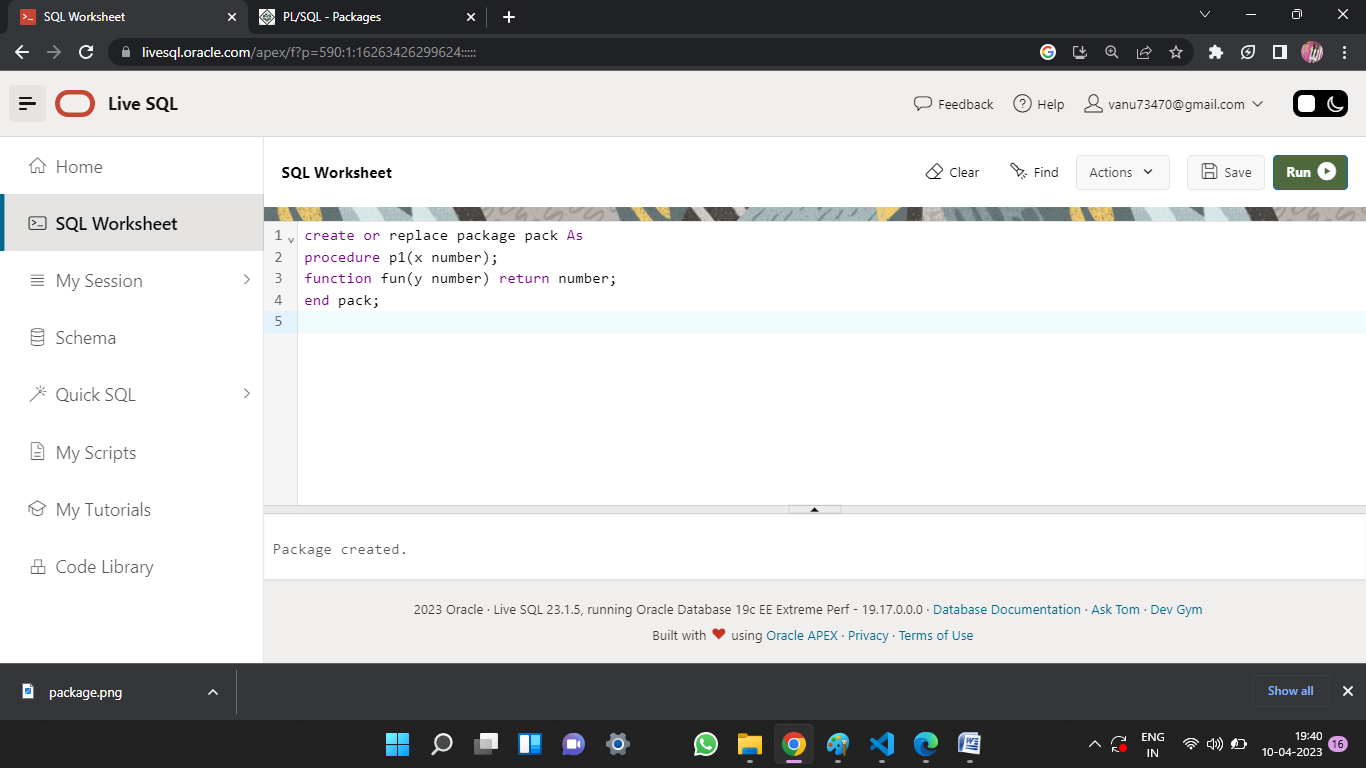 SQL Worksheet
PL/SQL - Packages
livesql.oracle.com/apex/f?p=590:1:16263426299624:::::
Live SQL
Feedback
Help
vanu73470@gmail.com
Home
SQL Worksheet
My Session
Schema
Quick SQL
My Scripts
My Tutorials
Code Library
SQL Worksheet
Clear
Find
Actions
Save
Run
1 create or replace package pack As
2 procedure p1(x number);
3 function fun(y number) return number;
4 end pack;
5
Package created.
2023 Oracle · Live SQL 23.1.5, running Oracle Database 19c EE Extreme Perf - 19.17.0.0.0 · Database Documentation · Ask Tom · Dev Gym
Built with ❤ using Oracle APEX · Privacy · Terms of Use
package.png
Show all
ENG
IN
19:40
10-04-2023
16